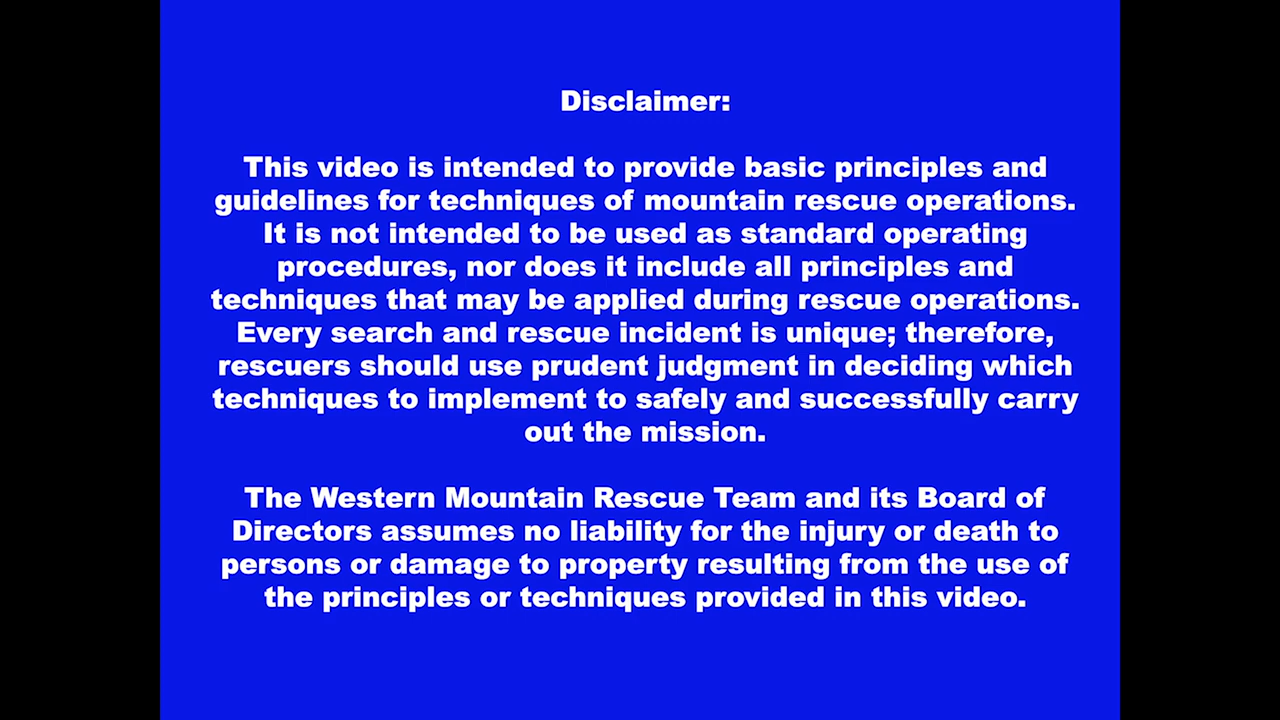 Disclaimer:
This video is intended to provide basic principles and
guidelines for techniques of mountain rescue operations.
It is not intended to be used as standard operating
procedures, nor does it include all principles and
techniques that may be applied during rescue operations.
Every search and rescue incident is unique; therefore,
rescuers should use prudent judgment in deciding which
techniques to implement to safely and successfully carry
out the mission.
The Western Mountain Rescue Team and its Board of
Directors assumes no liability for the injury or death to
persons or damage to property resulting from the use of
the principles or techniques provided in this video.